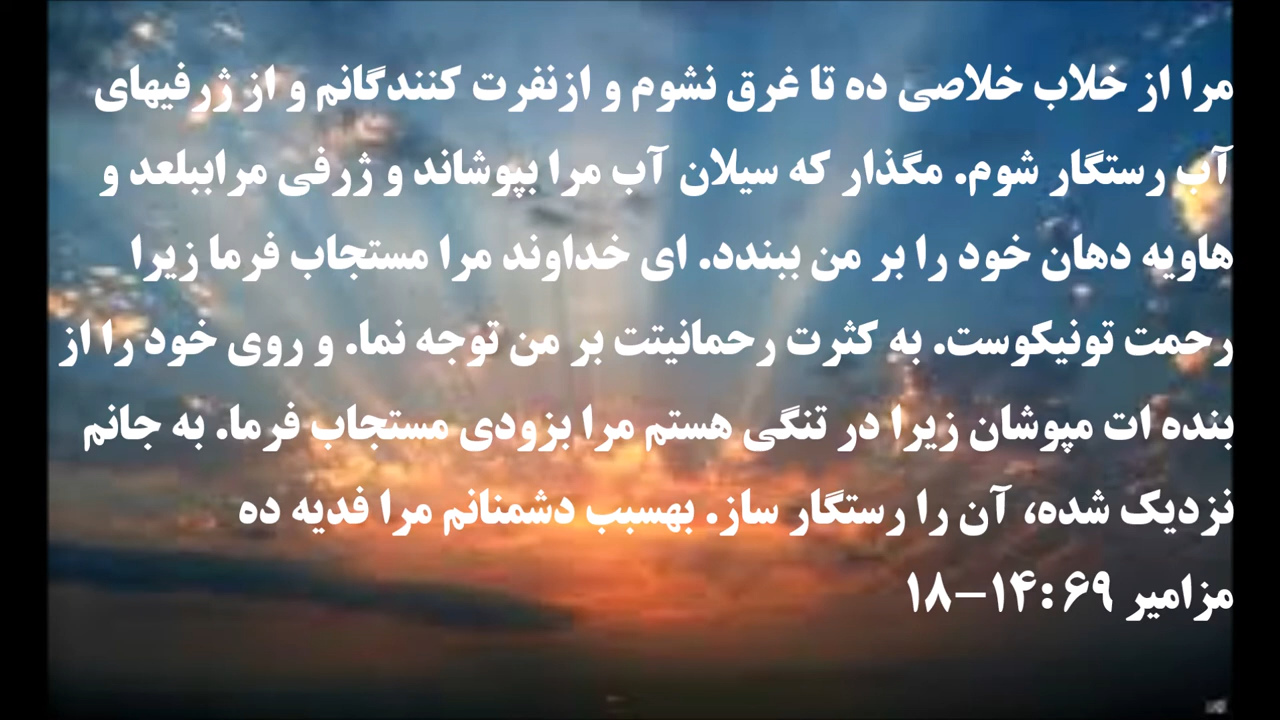 مرا از خلاب خلاصی ده تا غرق نشوم و ازنفرت کنندگانم و از ژرفیهای
آب رستگار شوم. مگذار که سیلان آب مرا بپوشاند و ژرفی مراببلعد و
هاویه دهان خود را بر من ببندد. ای خداوند مرا مستجاب فرما زیرا
رحمت تونیکوست. به کثرت رحمانیتت بر من توجه نما. و روی خود را از
بنده ات مپوشان زیرا در تنگی هستم مرا بزودی مستجاب فرما. به جانم
نزدیک شده، آن را رستگار ساز. بهسبب دشمنانم مرا فدیه ده
مزامیر ۶۹:۱۴-۱۸